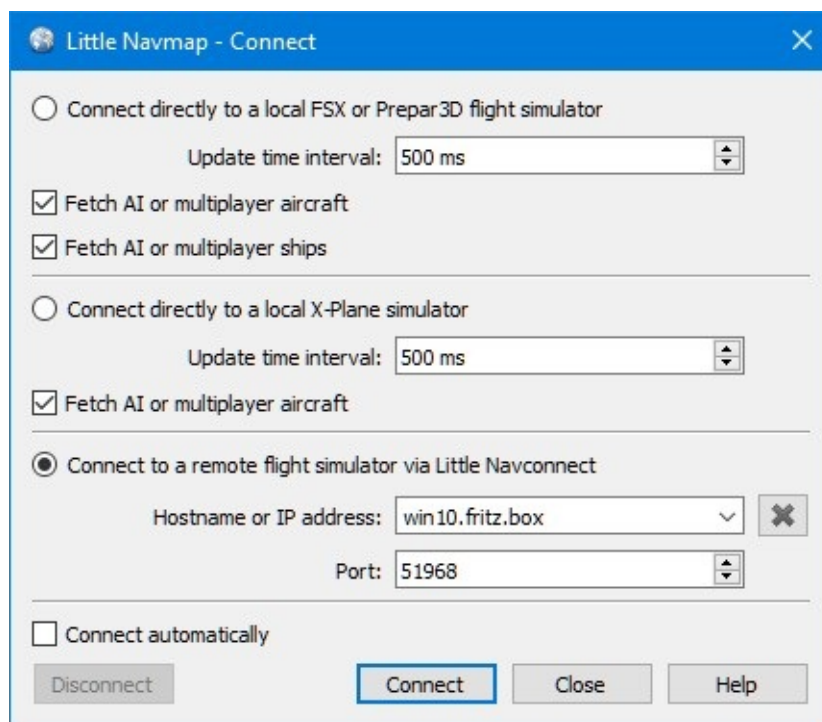 Little Navmap - Connect
Connect directly to a local FSX or Prepar3D flight simulator
Update time interval: 500 ms
Fetch AI or multiplayer aircraft
Fetch AI or multiplayer ships
Connect directly to a local X-Plane simulator
Update time interval: 500 ms
Fetch AI or multiplayer aircraft
Connect to a remote flight simulator via Little Navconnect
Hostname or IP address: win10.fritz.box
Port: 51968
Connect automatically
Disconnect Connect Close Help